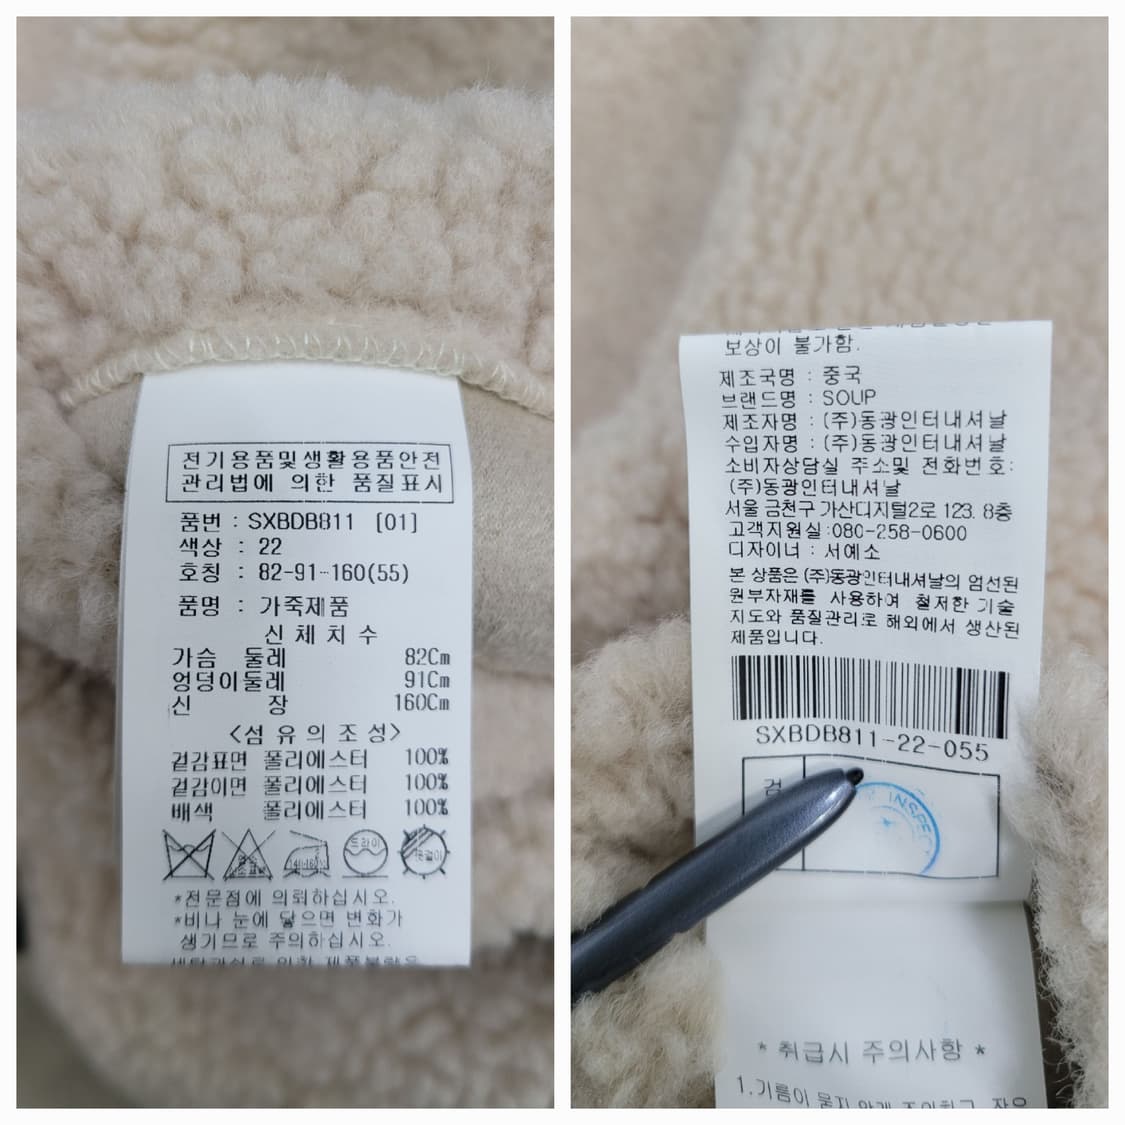 전기용품및생활용품안전
관리법에 의한 품질표시
품번 : SXBDB811 [01]
색상 : 22
호칭 : 82-91-160(55)
품명 : 가죽제품
신체치수
가슴 둘레 82Cm
엉덩이둘레 91Cm
신 장 160Cm
<섬유의조성>
겉감표면 폴리에스터 100%
겉감이면 폴리에스터 100%
배색 폴리에스터 100%
드라이
*전문점에 의뢰하십시오.
*비나 눈에 닿으면 변화가
생기므로 주의하십시오.
보상이 불가함.
제조국명 : 중국
브랜드명 : SOUP
제조자명 : (주)동광인터내셔날
수입자명 : (주)동광인터내셔날
소비자상담실 주소및 전화번호:
(주)동광인터내셔날
서울 금천구 가산디지털2로 123. 8층
고객지원실:080-258-0600
디자이너 : 서예소
본 상품은 (주)동광인터내셔날의 엄선된
원부자재를 사용하여 철저한 기술
지도와 품질관리로 해외에서 생산된
제품입니다.
SXBDB811-22-055
검
* 취급시 주의사항 *